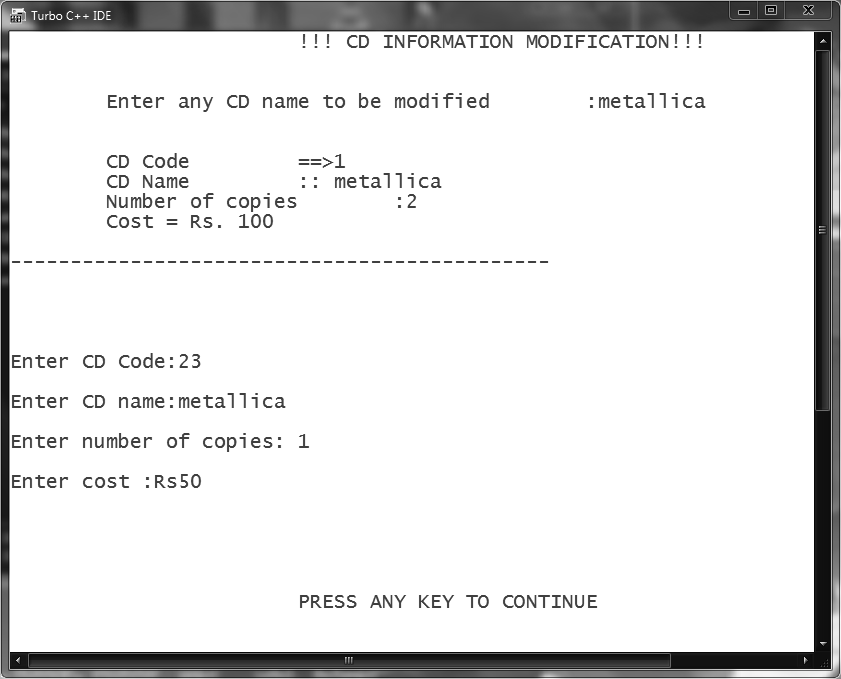 Turbo C++ IDE
!!! CD INFORMATION MODIFICATION!!!
Enter any CD name to be modified :metallica
CD Code ==>1
CD Name :: metallica
Number of copies :2
Cost = Rs. 100
---------------------------------------------
Enter CD Code:23
Enter CD name:metallica
Enter number of copies: 1
Enter cost :Rs50
PRESS ANY KEY TO CONTINUE